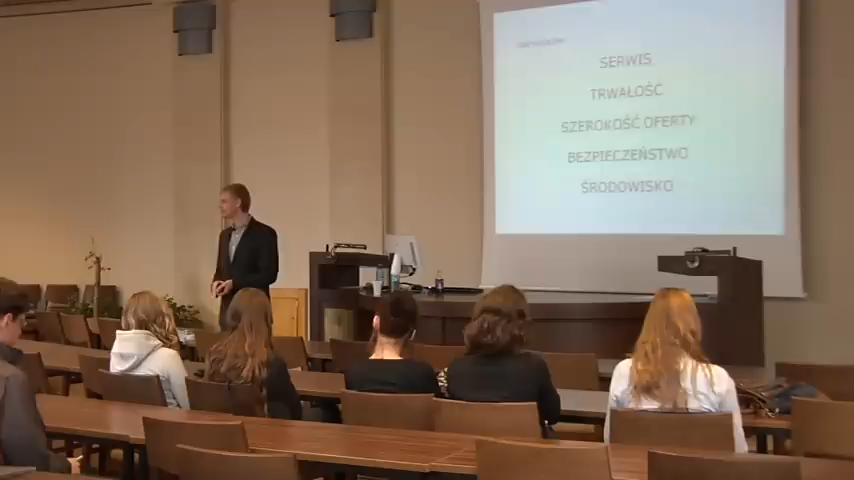 SERWIS
TRWAŁOŚĆ
SZEROKOŚĆ OFERTY
BEZPIECZEŃSTWO
ŚRODOWISKO